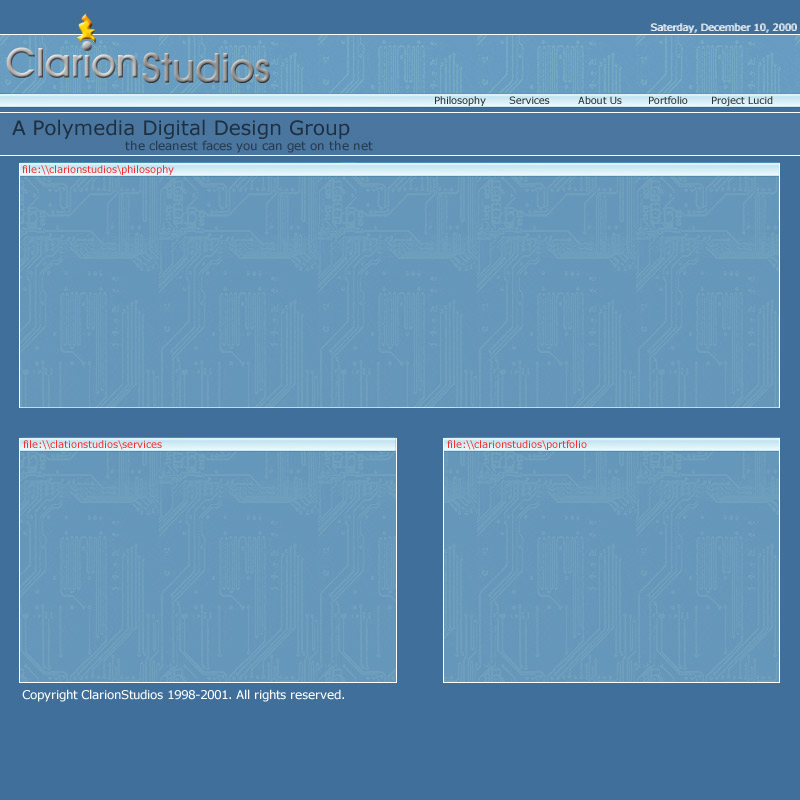 Saterday, December 10, 2000
ClarionStudios
Philosophy Services About Us Portfolio Project Lucid
A Polymedia Digital Design Group
the cleanest faces you can get on the net
file:\\clarionstudios\philosophy
file:\\clationstudios\services
file:\\clarionstudios\portfolio
Copyright ClarionStudios 1998-2001. All rights reserved.